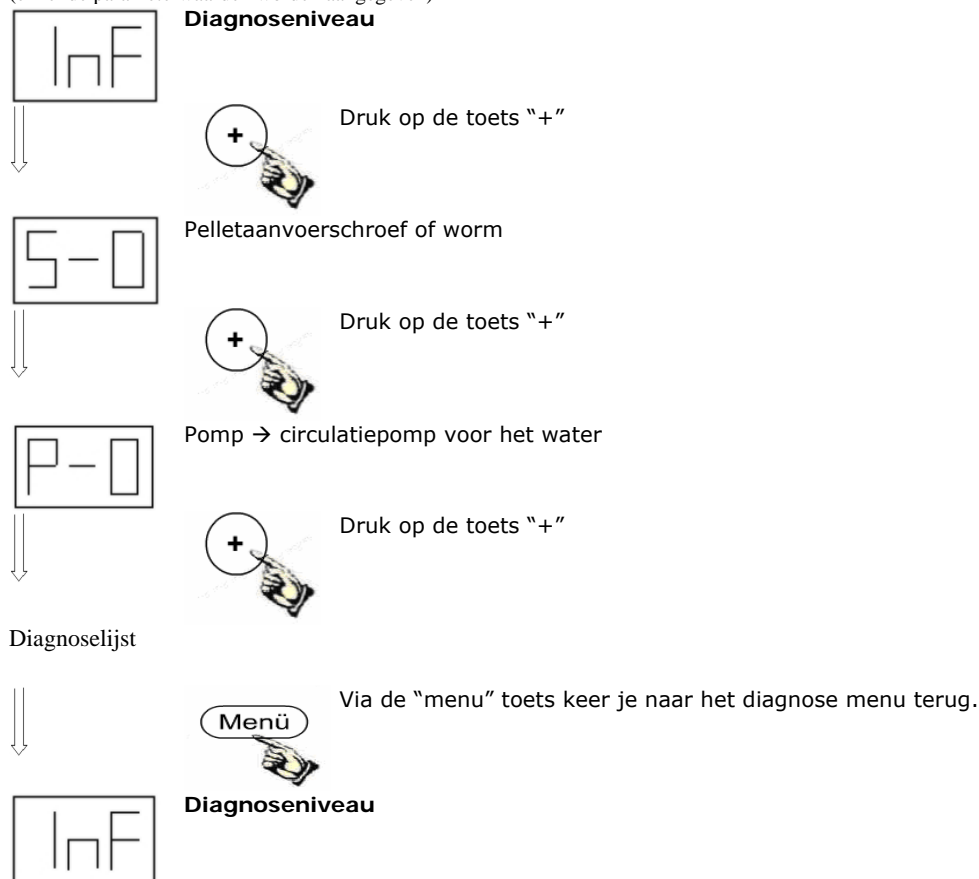 Diagnoseniveau
InF
+
Druk op de toets “+”
Pelletaanvoerschroef of worm
S-0
+
Druk op de toets “+”
Pomp → circulatiepomp voor het water
P-0
+
Druk op de toets “+”
Diagnoselijst
Via de “menu” toets keer je naar het diagnose menu terug.
Menü
Diagnoseniveau
InF